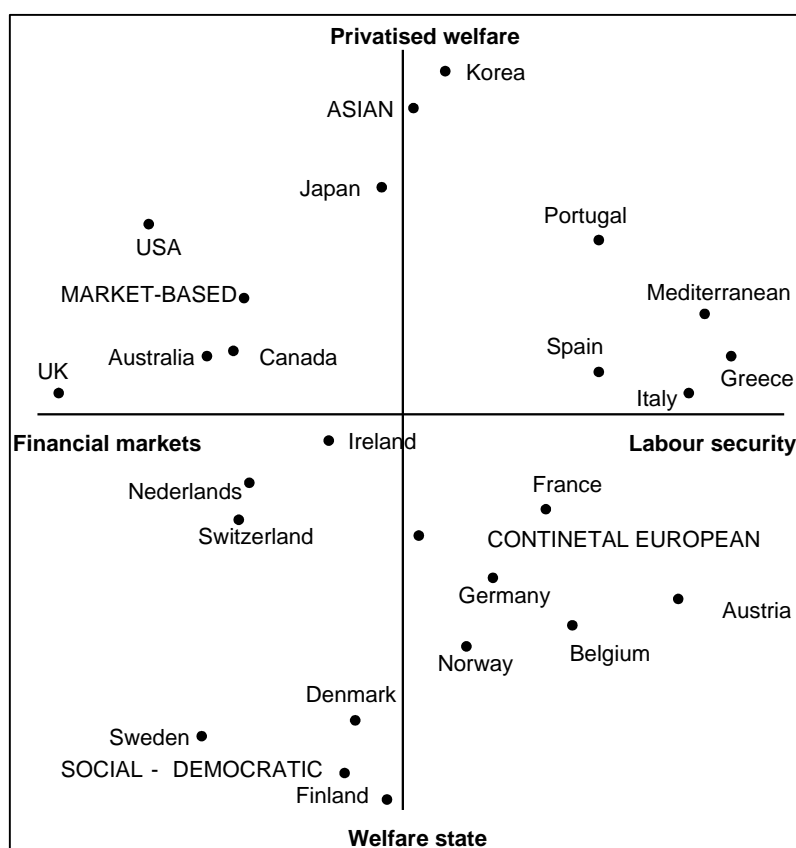 Privatised welfare
Korea
ASIAN
Japan
Portugal
USA
Mediterranean
MARKET-BASED
Spain
Australia
Canada
UK
Greece
Italy
Financial markets
Ireland
Labour security
Nederlands
France
Switzerland
CONTINETAL EUROPEAN
Germany
Austria
Norway
Belgium
Denmark
Sweden
SOCIAL - DEMOCRATIC
Finland
Welfare state